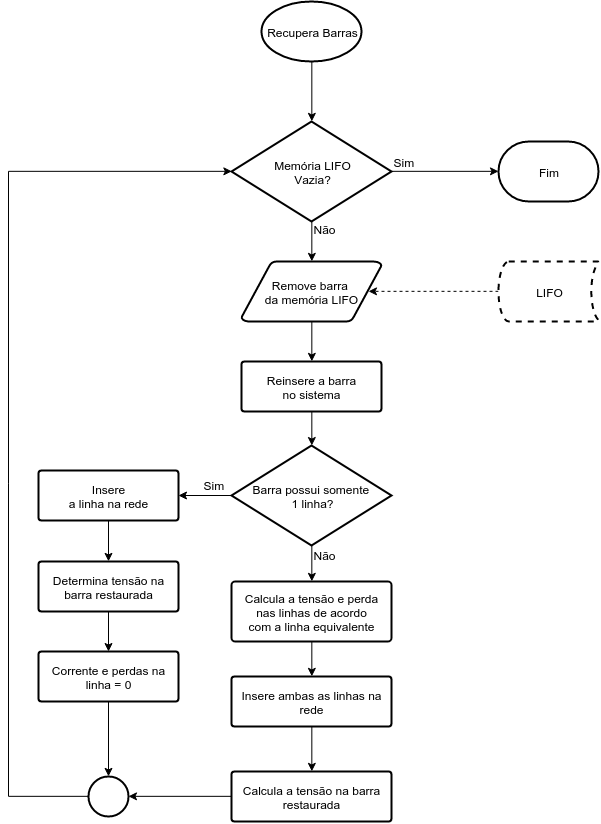 Recupera Barras
Memória LIFO
Vazia?
Sim
Fim
Não
Remove barra
da memória LIFO
LIFO
Reinsere a barra
no sistema
Barra possui somente
1 linha?
Sim
Insere
a linha na rede
Não
Determina tensão na
barra restaurada
Calcula a tensão e perda
nas linhas de acordo
com a linha equivalente
Corrente e perdas na
linha = 0
Insere ambas as linhas na
rede
Calcula a tensão na barra
restaurada